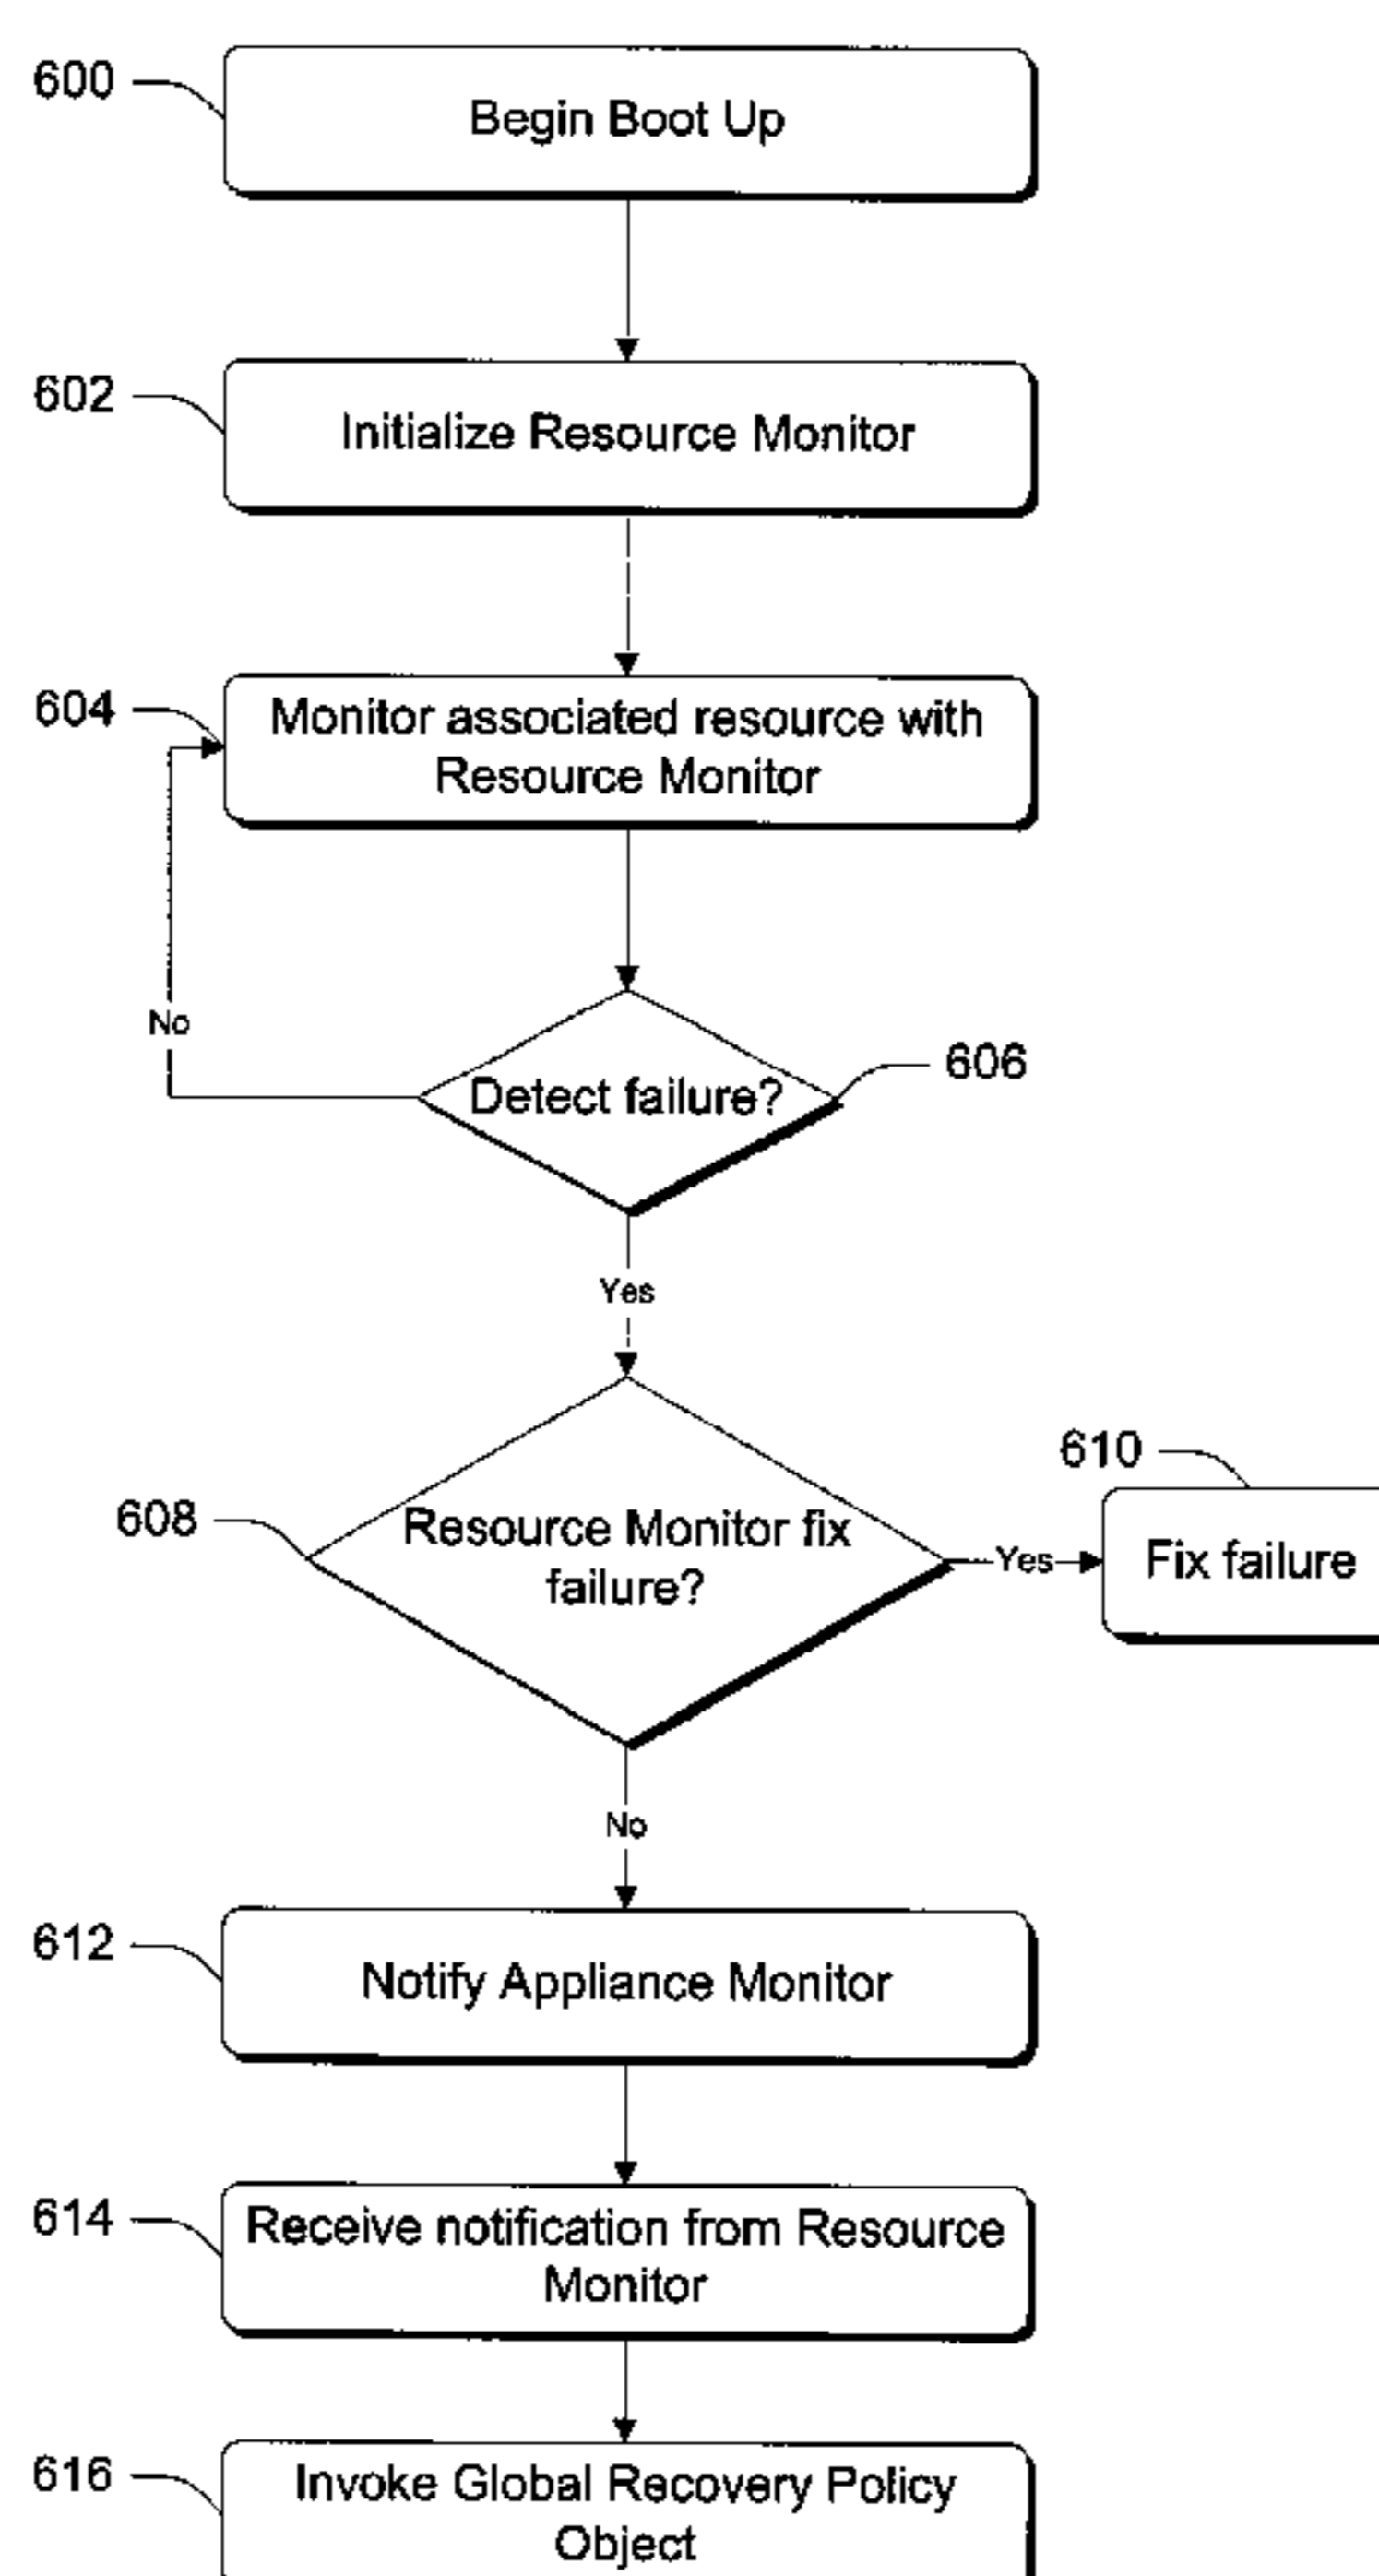 600
Begin Boot Up
602
Initialize Resource Monitor
604
Monitor associated resource with
Resource Monitor
No
Detect failure?
606
Yes
610
608
Resource Monitor fix
failure?
Yes
Fix failure
No
612
Notify Appliance Monitor
614
Receive notification from Resource
Monitor
616
Invoke Global Recovery Policy
Object